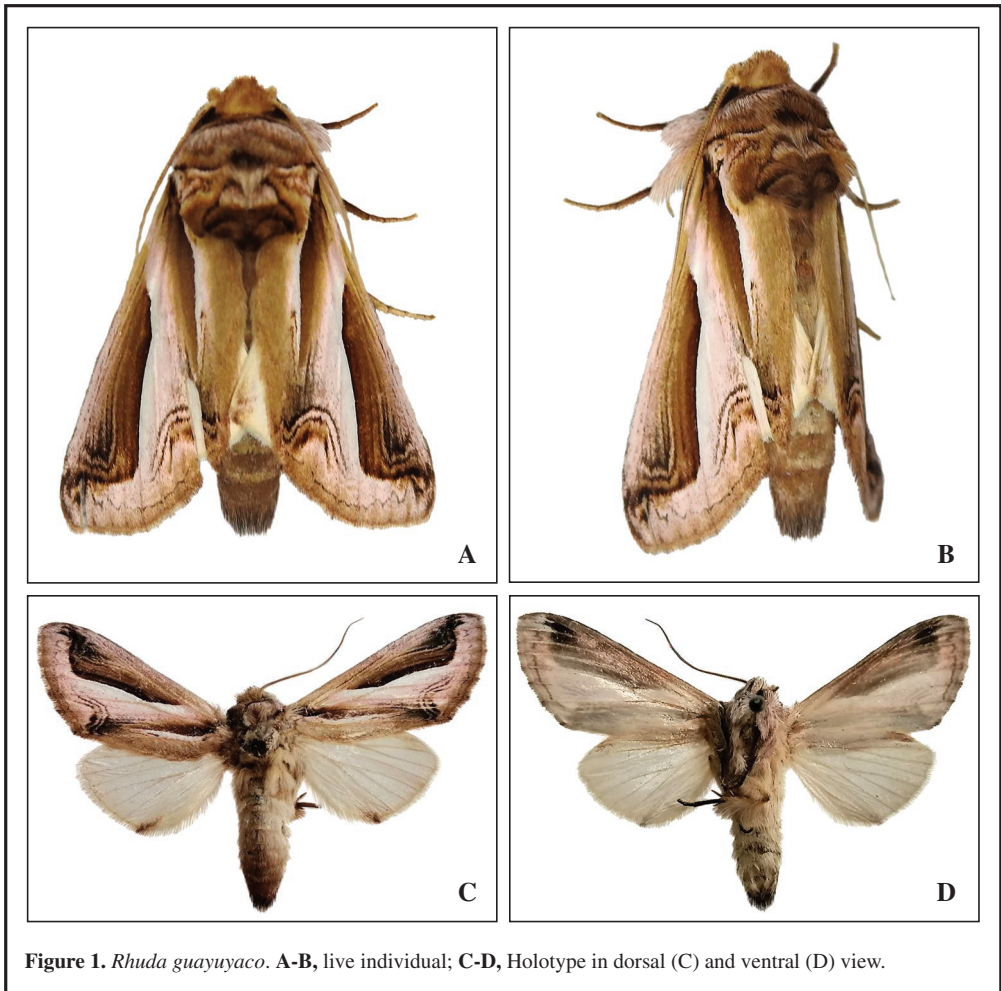 A
B
C
D
Figure 1. Rhuda guayuyaco. A-B, live individual; C-D, Holotype in dorsal (C) and ventral (D) view.